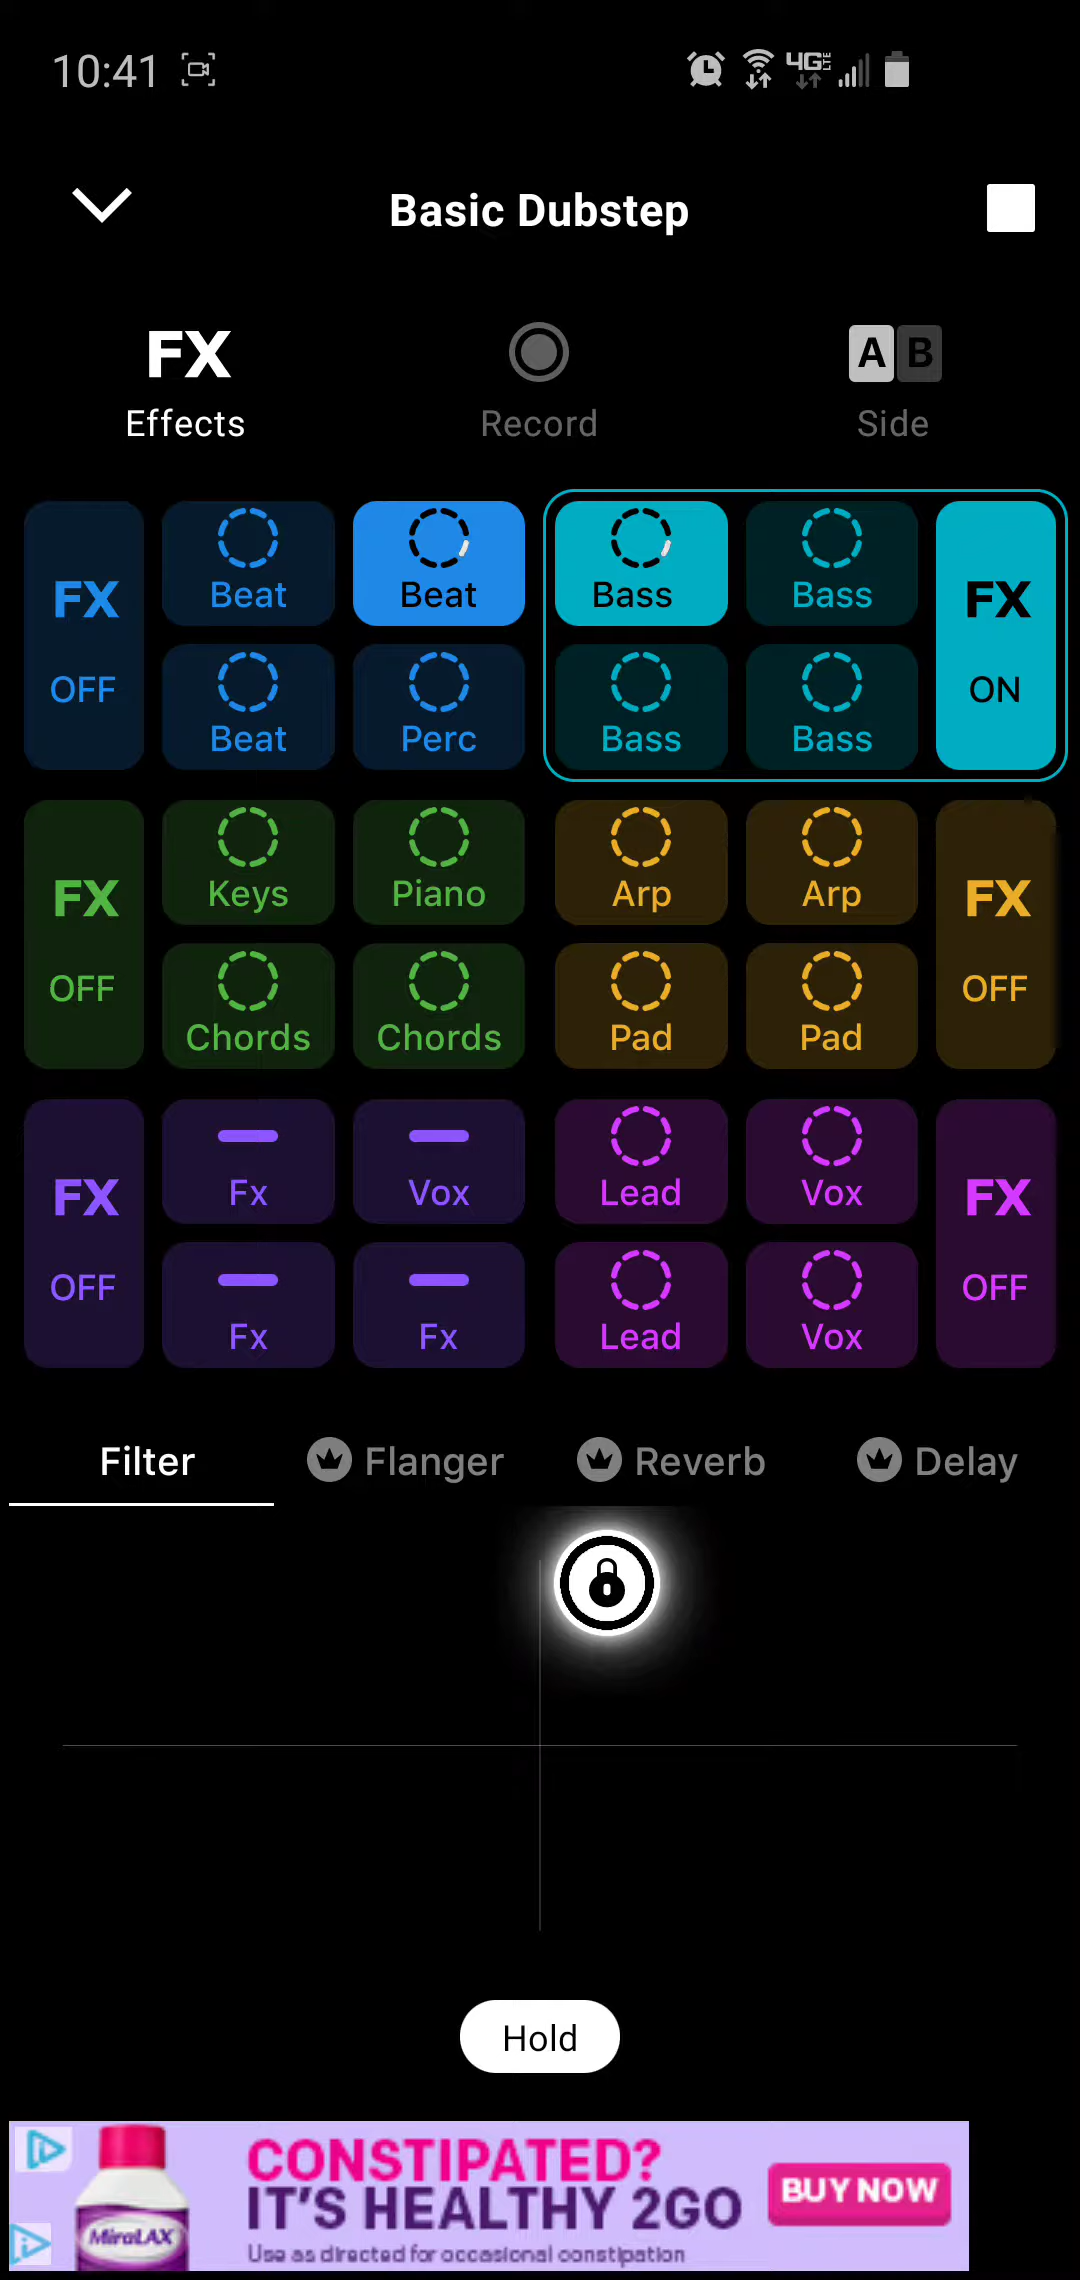 10:41
4G LTE
Basic Dubstep
FX
Effects
Record
A B
Side
FX
OFF
Beat
Beat
Bass
Bass
FX
ON
Beat
Perc
Bass
Bass
FX
OFF
Keys
Piano
Arp
Arp
FX
OFF
Chords
Chords
Pad
Pad
FX
OFF
Fx
Vox
Lead
Vox
FX
OFF
Fx
Fx
Lead
Vox
Filter
Flanger
Reverb
Delay
Hold
CONSTIPATED?
IT'S HEALTHY 2GO
Use as directed for occasional constipation
MiraLAX
BUY NOW